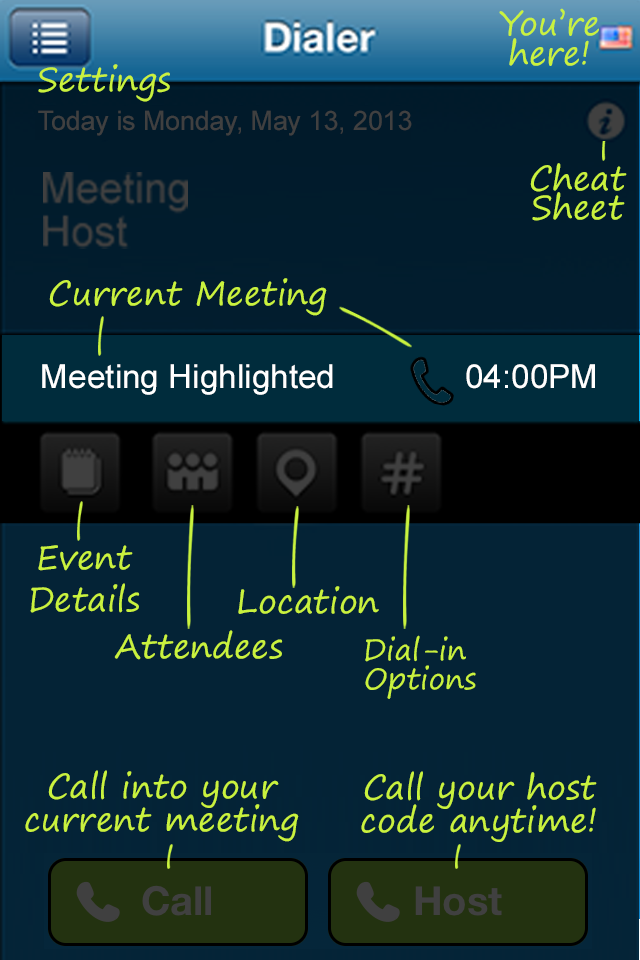 Dialer
You're
here!
Settings
Today is Monday, May 13, 2013
i
Cheat
Sheet
Meeting
Host
Current Meeting
Meeting Highlighted
04:00PM
#
Event
Details
Location
Attendees
Dial-in
Options
Call into your
current meeting
Call your host
code anytime!
Call
Host